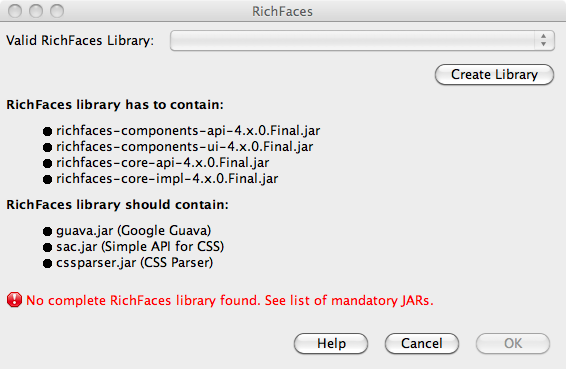 RichFaces
Valid RichFaces Library:
Create Library
RichFaces library has to contain:
● richfaces-components-api-4.x.0.Final.jar
● richfaces-components-ui-4.x.0.Final.jar
● richfaces-core-api-4.x.0.Final.jar
● richfaces-core-impl-4.x.0.Final.jar
RichFaces library should contain:
● guava.jar (Google Guava)
● sac.jar (Simple API for CSS)
● cssparser.jar (CSS Parser)
No complete RichFaces library found. See list of mandatory JARs.
Help Cancel OK